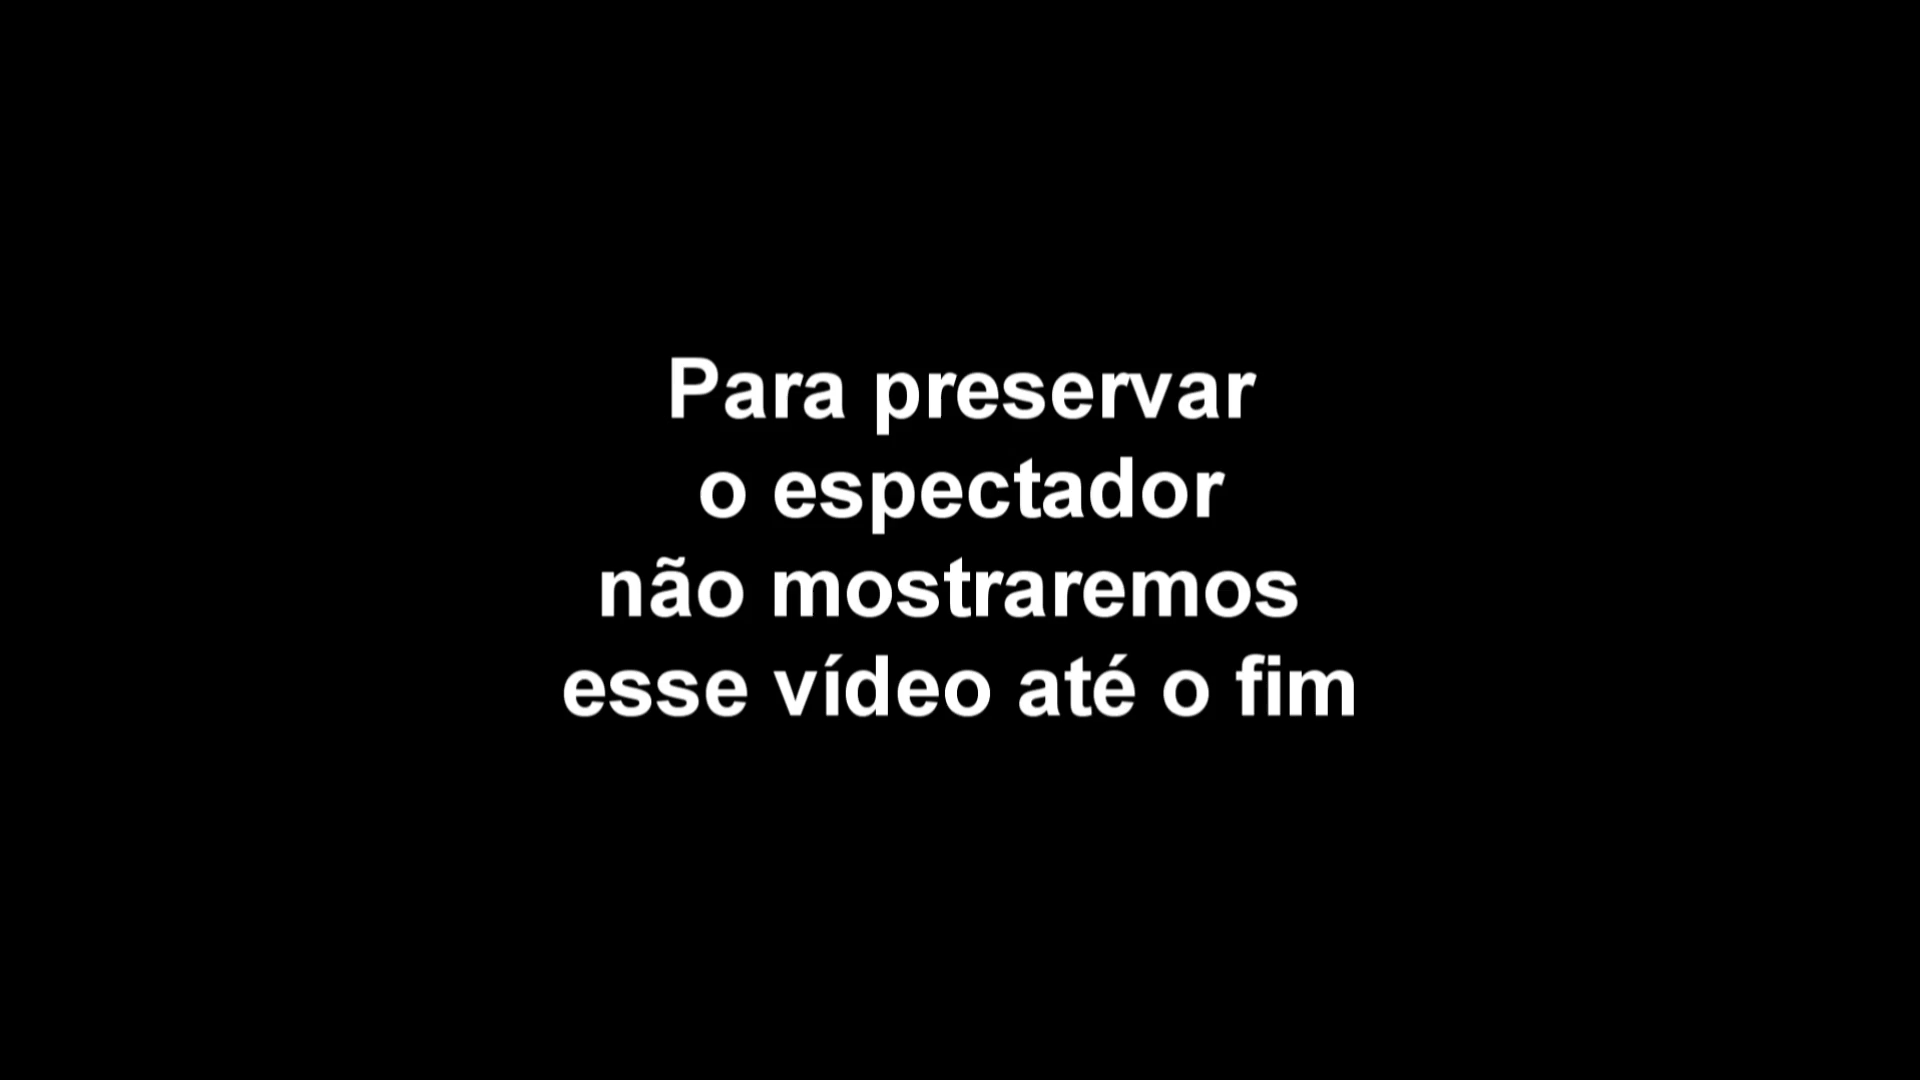 Para preservar
o espectador
não mostraremos
esse vídeo até o fim